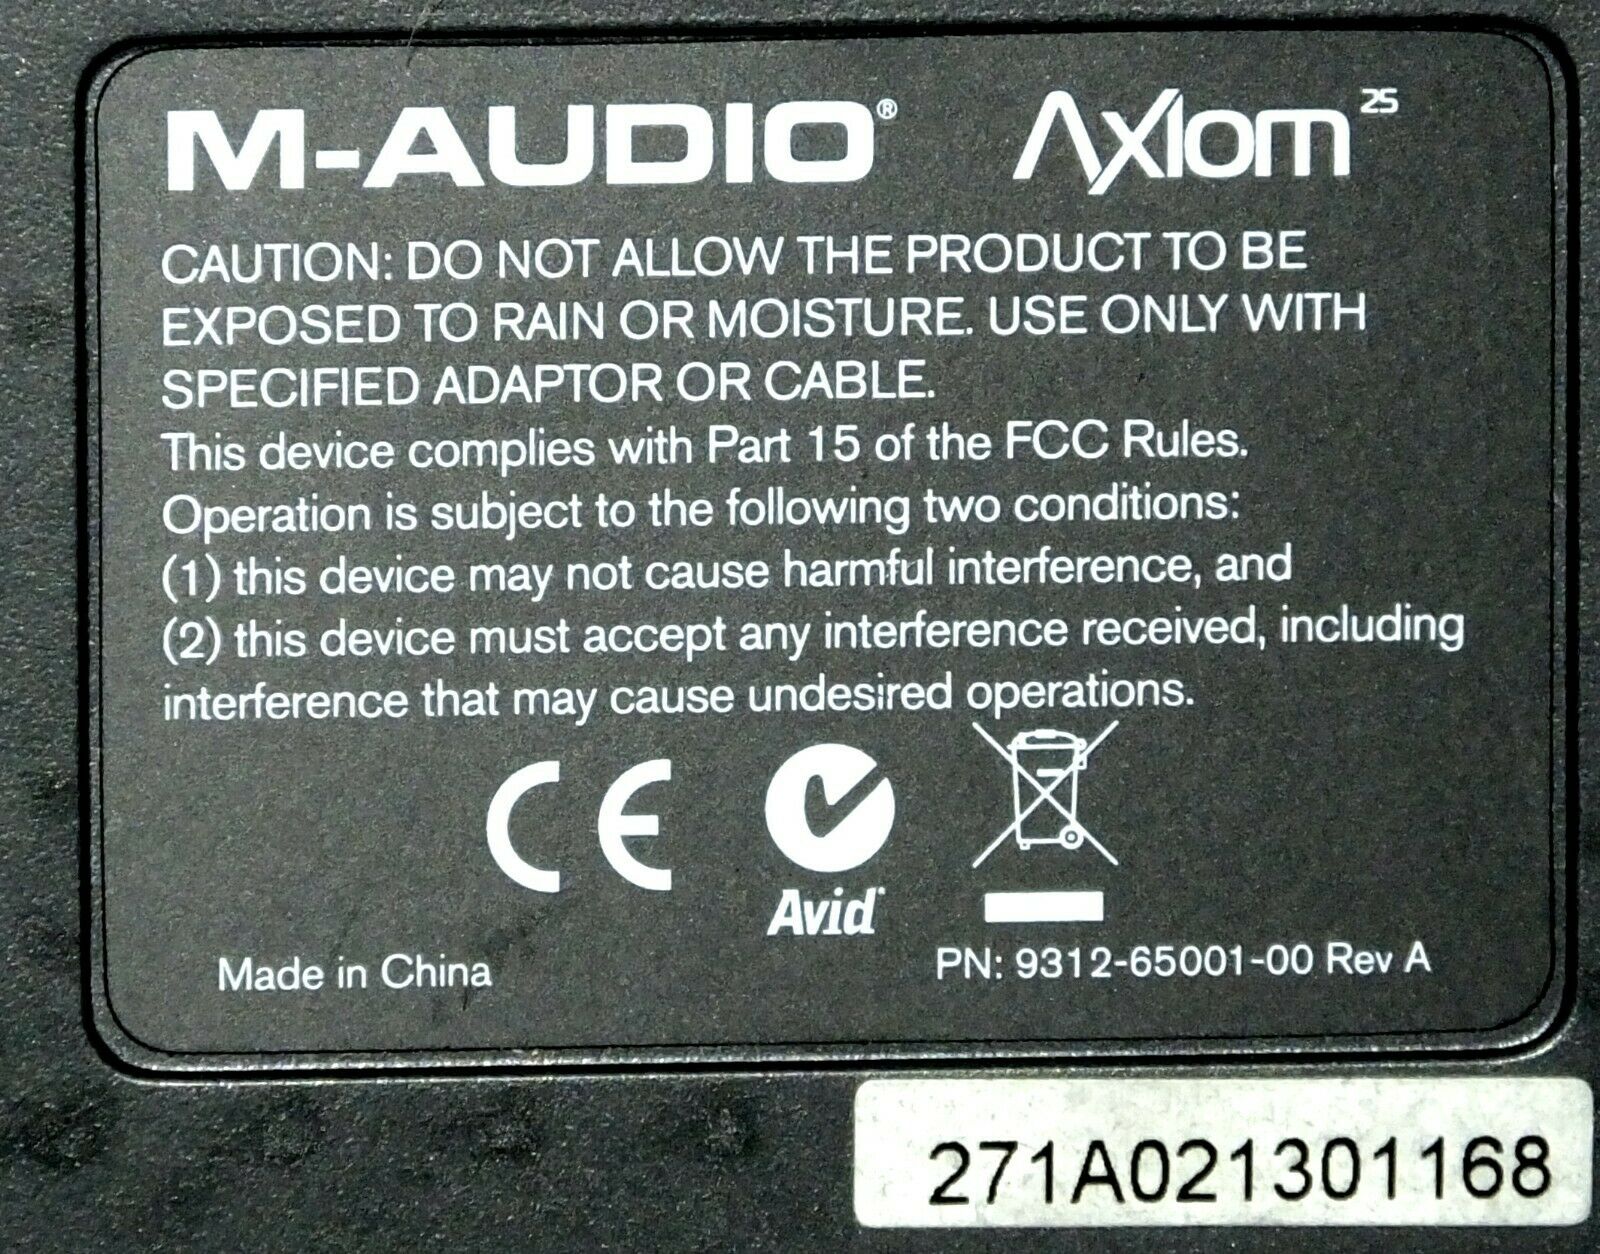 M-AUDIO® Axiom 25
CAUTION: DO NOT ALLOW THE PRODUCT TO BE
EXPOSED TO RAIN OR MOISTURE. USE ONLY WITH
SPECIFIED ADAPTOR OR CABLE.
This device complies with Part 15 of the FCC Rules.
Operation is subject to the following two conditions:
(1) this device may not cause harmful interference, and
(2) this device must accept any interference received, including
interference that may cause undesired operations.
CE
Avid
Made in China
PN: 9312-65001-00 Rev A
271A021301168